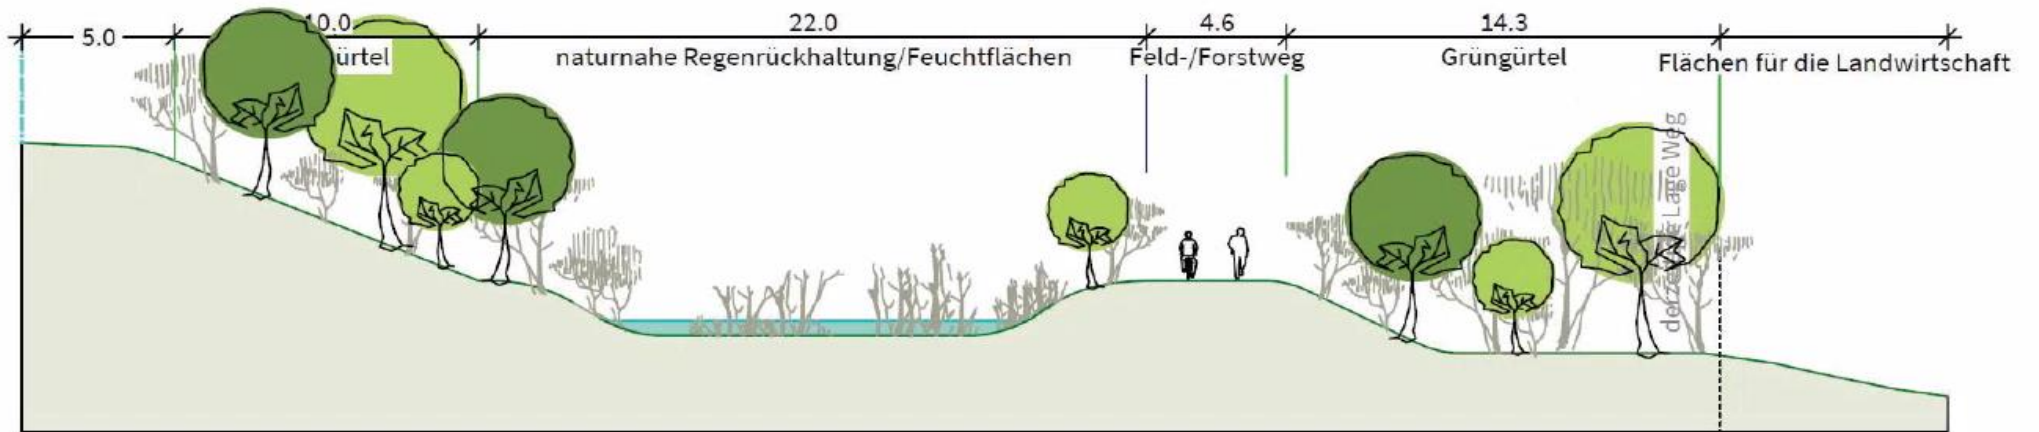 5.0
10.0
22.0
4.6
14.3
ürtel
naturnahe Regenrückhaltung/Feuchtflächen
Feld-/Forstweg
Grüngürtel
Flächen für die Landwirtschaft
Lage Weg